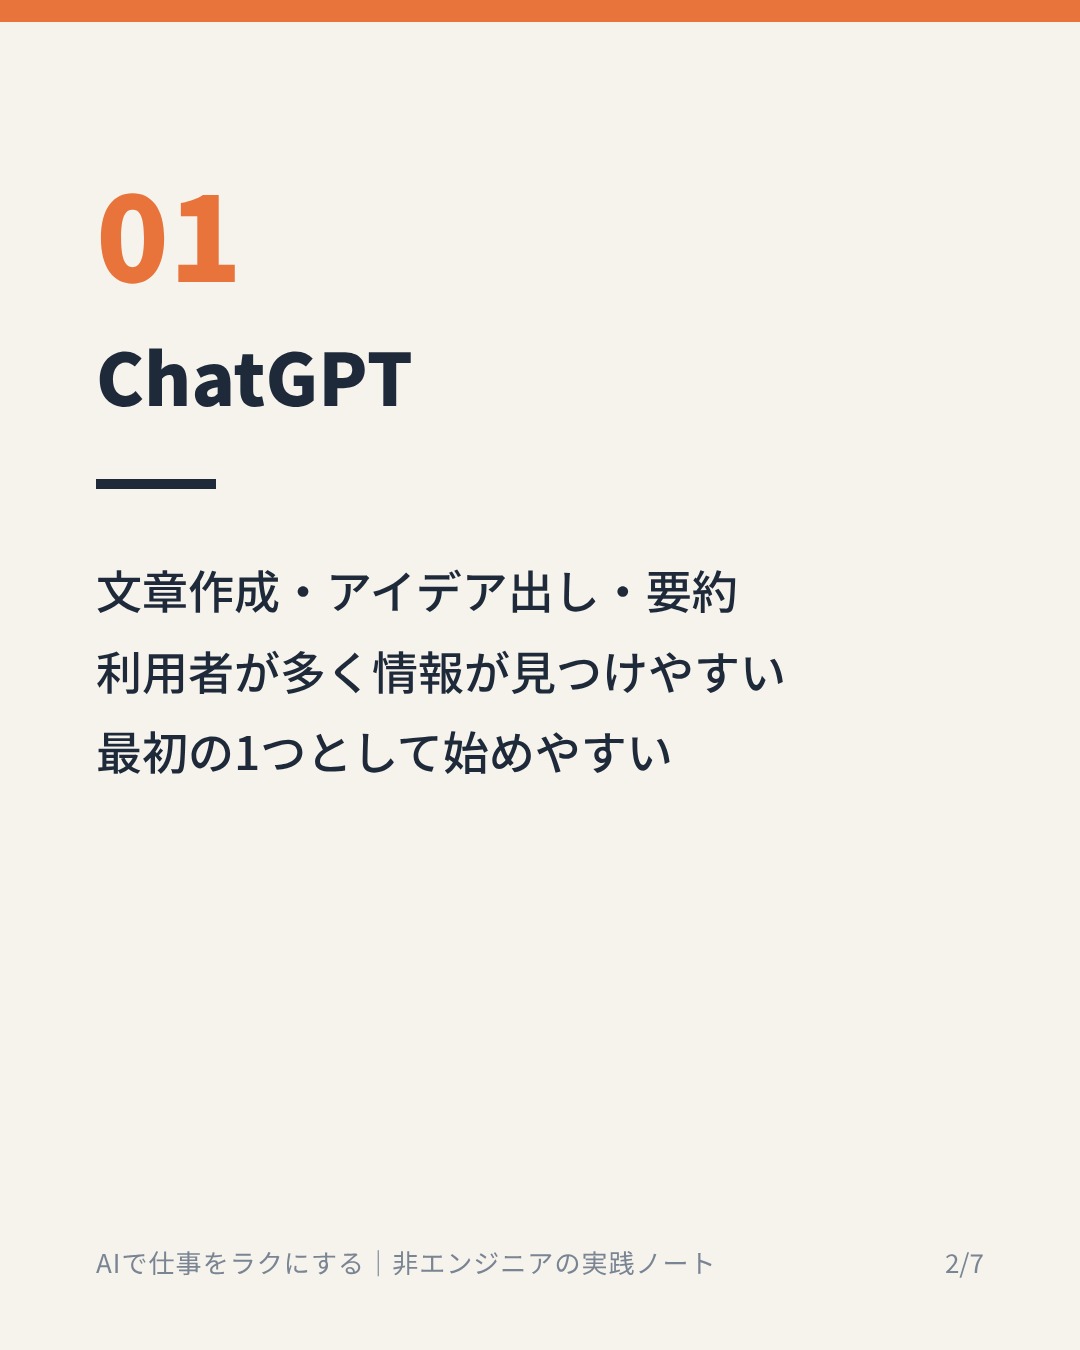 01
ChatGPT
文章作成・アイデア出し・要約
利用者が多く情報が見つけやすい
最初の1つとして始めやすい
AIで仕事をラクにする｜非エンジニアの実践ノート
2/7